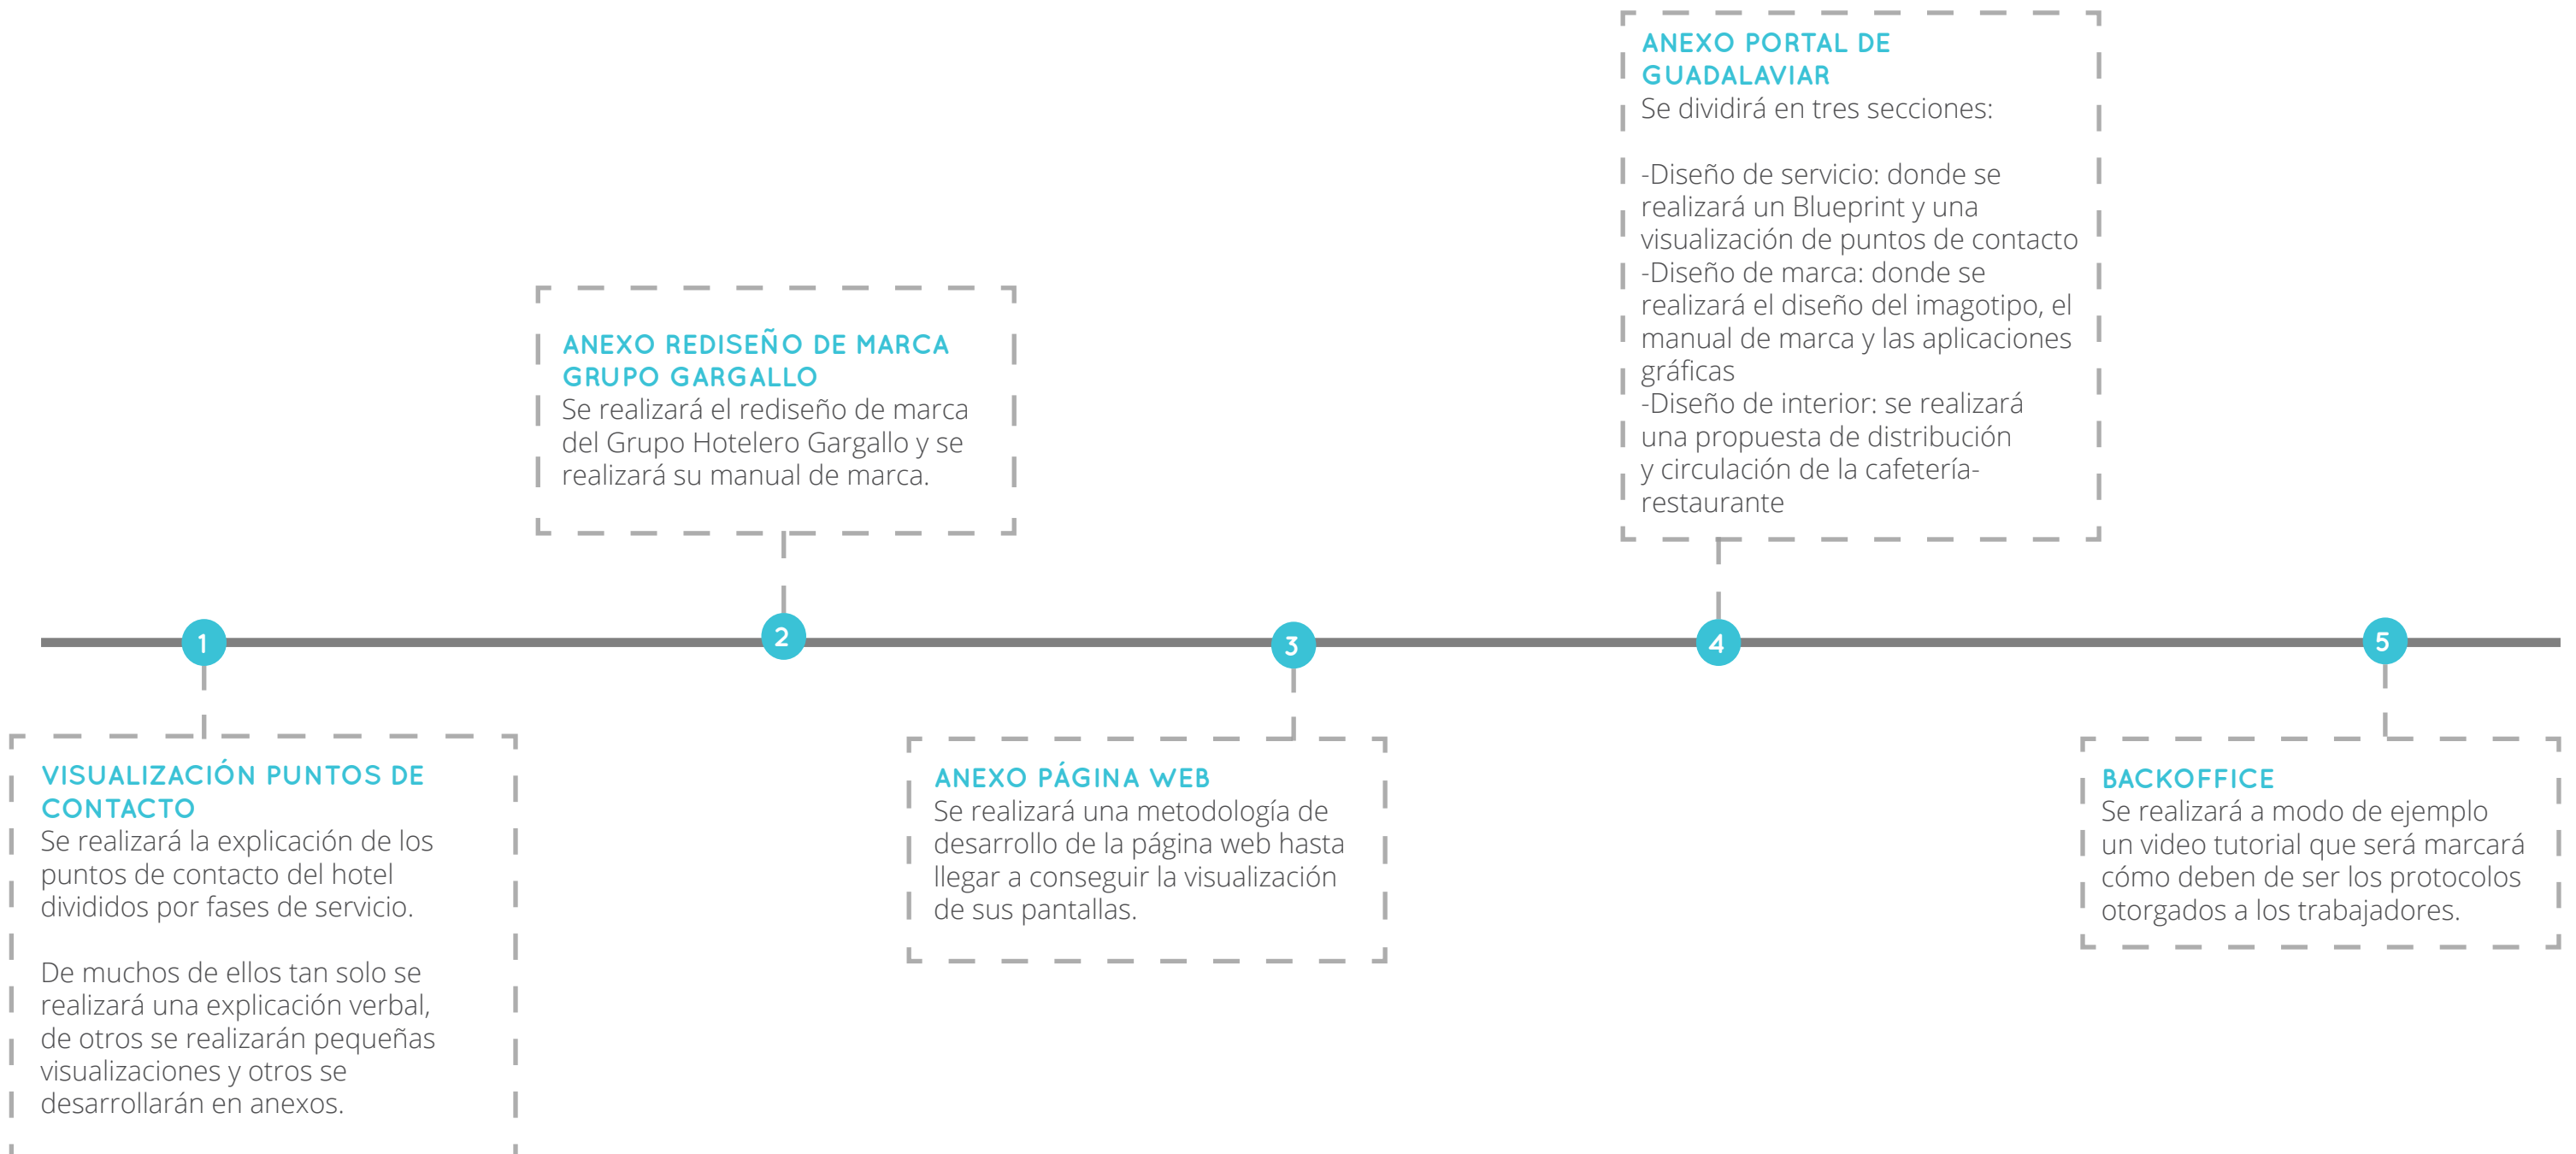 VISUALIZACIÓN PUNTOS DE
CONTACTO
Se realizará la explicación de los
puntos de contacto del hotel
divididos por fases de servicio.
De muchos de ellos tan solo se
realizará una explicación verbal,
de otros se realizarán pequeñas
visualizaciones y otros se
desarrollarán en anexos.
1
ANEXO REDISEÑO DE MARCA
GRUPO GARGALLO
Se realizará el rediseño de marca
del Grupo Hotelero Gargallo y se
realizará su manual de marca.
2
3
ANEXO PÁGINA WEB
Se realizará una metodología de
desarrollo de la página web hasta
llegar a conseguir la visualización
de sus pantallas.
ANEXO PORTAL DE
GUADALAVIAR
Se dividirá en tres secciones:
-Diseño de servicio: donde se
realizará un Blueprint y una
visualización de puntos de contacto
-Diseño de marca: donde se
realizará el diseño del imagotipo, el
manual de marca y las aplicaciones
gráficas
-Diseño de interior: se realizará
una propuesta de distribución
y circulación de la cafetería-
restaurante
4
5
BACKOFFICE
Se realizará a modo de ejemplo
un video tutorial que será marcará
cómo deben de ser los protocolos
otorgados a los trabajadores.